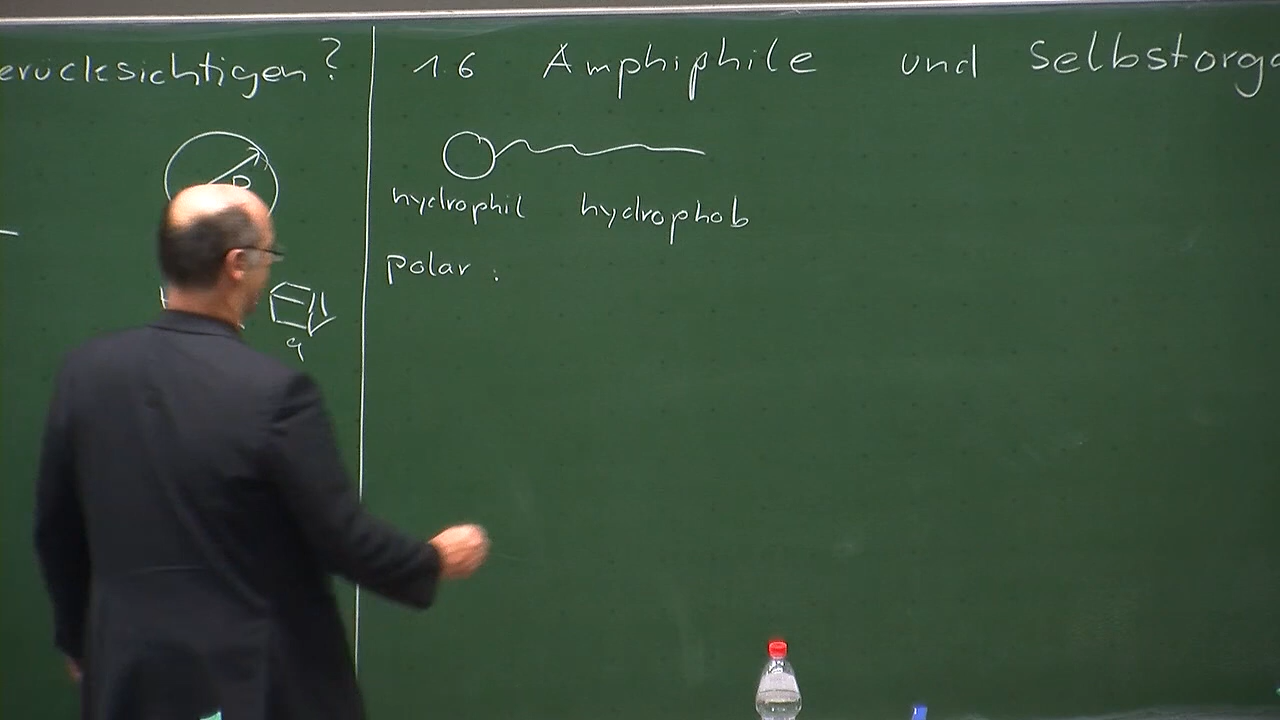 erücksichtigen?
R
a
1.6 Amphiphile und Selbstorga
hydrophil hydrophob
polar :